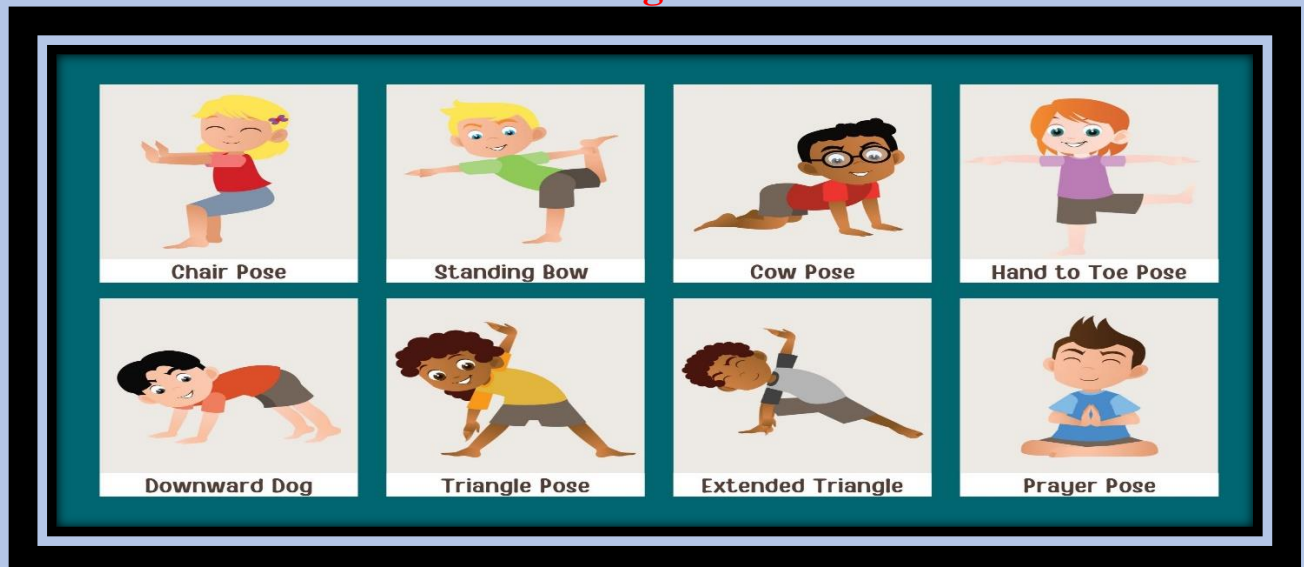 Chair Pose
Standing Bow
Cow Pose
Hand to Toe Pose
Downward Dog
Triangle Pose
Extended Triangle
Prayer Pose